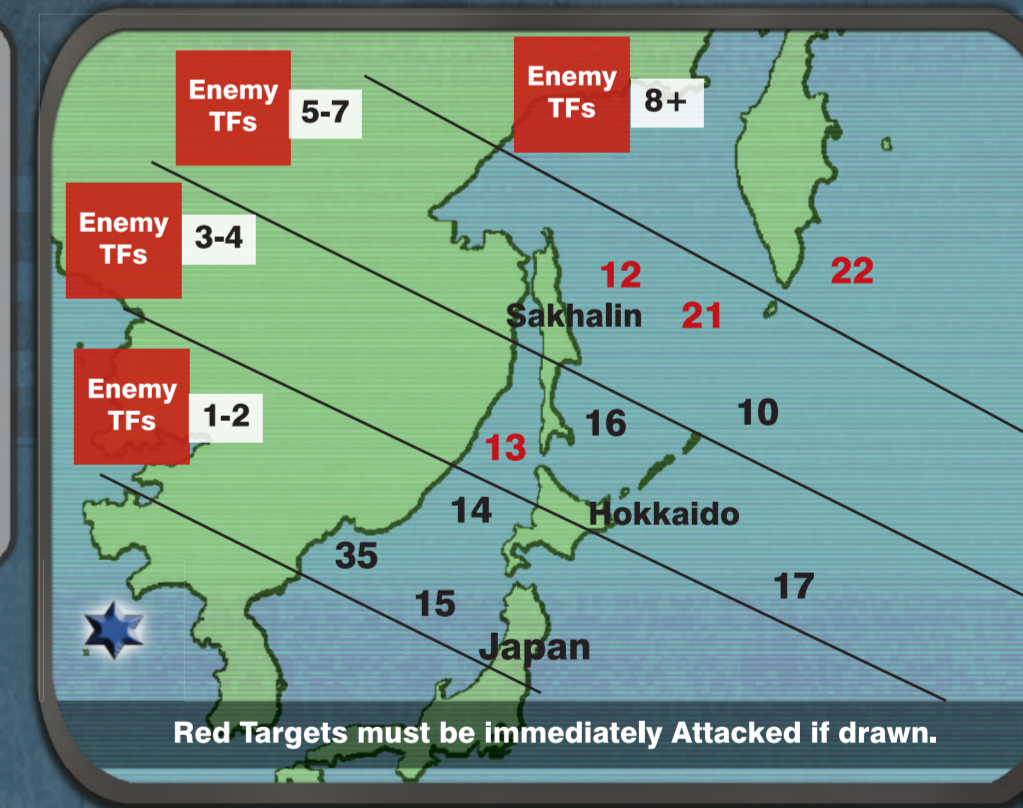 Enemy
TFs
5-7
Enemy
TFs
8+
Enemy
TFs
3-4
12
22
Sakhalin
21
Enemy
TFs
1-2
16
10
13
14
Hokkaido
35
17
15
Japan
Red Targets must be immediately Attacked if drawn.